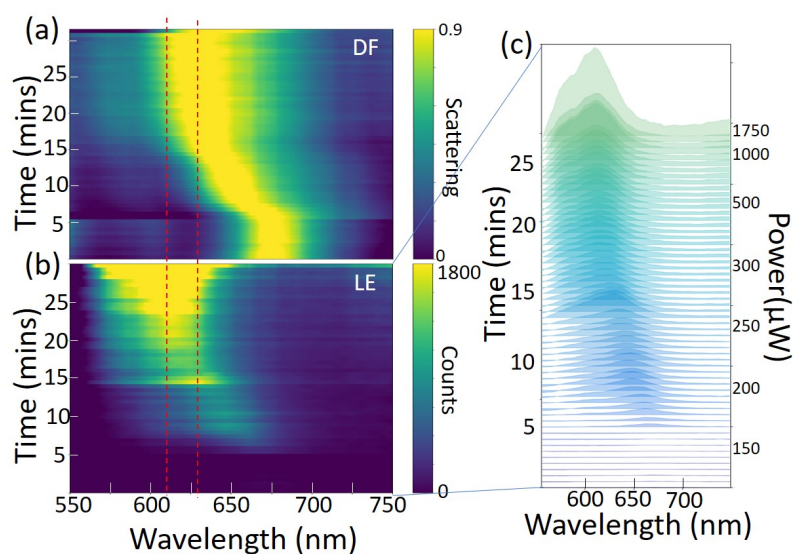 (a)
DF
Time (mins)
25
20
15
10
5
0.9
Scattering
0
(b)
LE
Time (mins)
25
20
15
10
5
1800
Counts
0
550
600
650
700
750
Wavelength (nm)
(c)
Time (mins)
25
20
15
10
5
1750
1000
500
300
250
200
150
Power(μW)
600
650
700
Wavelength (nm)